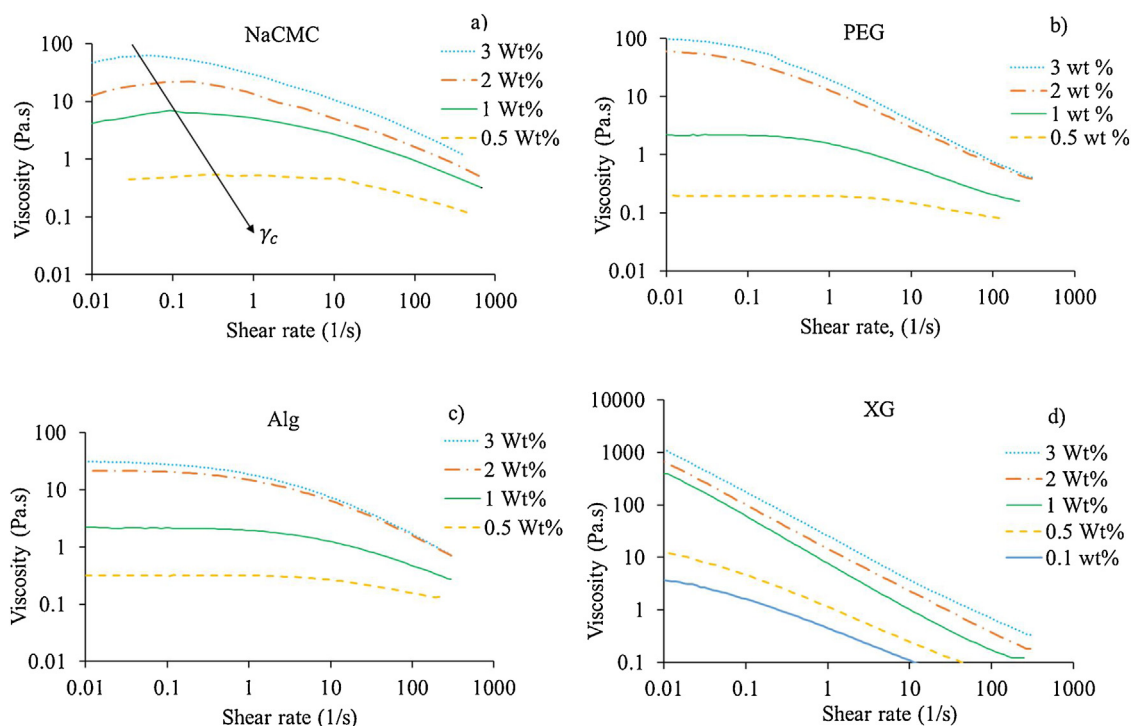 NaCMC
a)
3 Wt%
2 Wt%
1 Wt%
0.5 Wt%
100
10
1
0.1
0.01
Viscosity (Pa.s)
γc
0.01 0.1 1 10 100 1000
Shear rate (1/s)
PEG
b)
3 wt %
2 wt %
1 wt %
0.5 wt %
100
10
1
0.1
0.01
Viscosity (Pa.s)
0.01 0.1 1 10 100 1000
Shear rate, (1/s)
Alg
c)
3 Wt%
2 Wt%
1 Wt%
0.5 Wt%
100
10
1
0.1
0.01
Viscosity (Pa.s)
0.01 0.1 1 10 100 1000
Shear rate (1/s)
XG
d)
3 Wt%
2 Wt%
1 Wt%
0.5 Wt%
0.1 wt%
10000
1000
100
10
1
0.1
Viscosity (Pa.s)
0.01 0.1 1 10 100 1000
Shear rate (1/s)